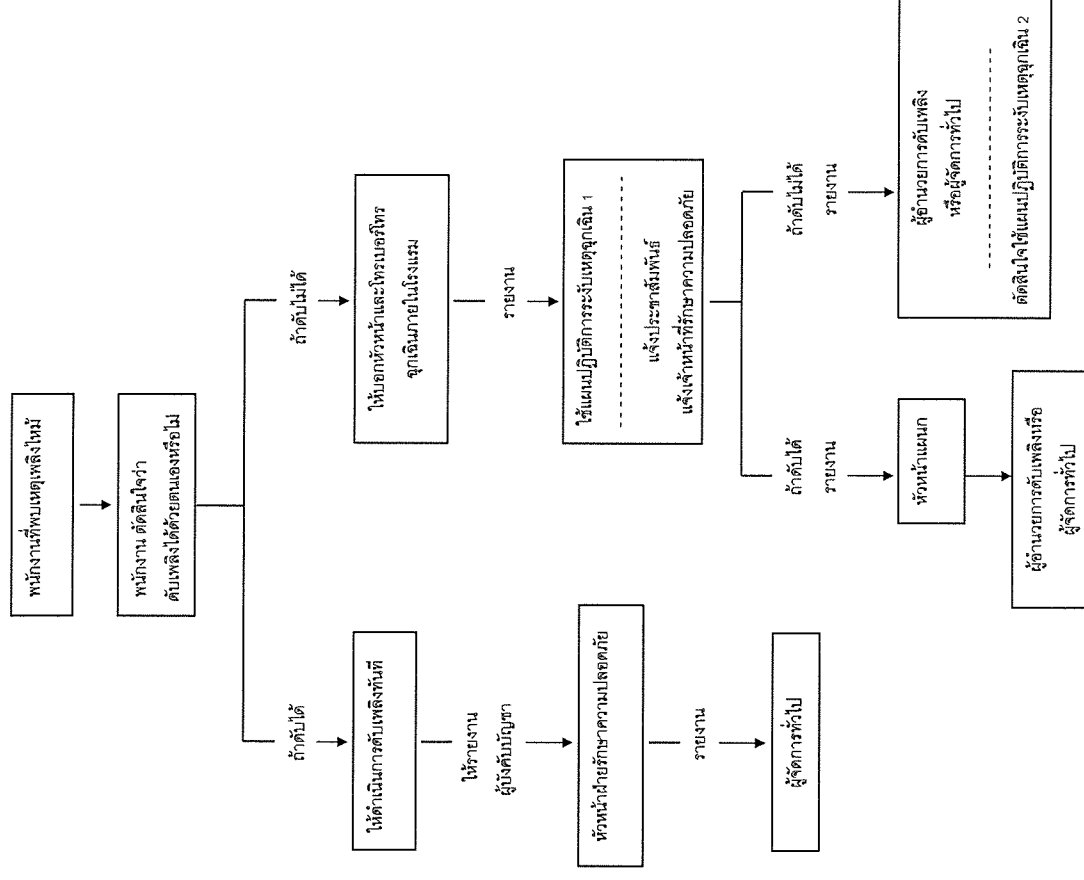 พนักงานที่พบเหตุเพลิงไหม้
พนักงาน ตัดสินใจว่า
ดับเพลิงได้ด้วยตนเองหรือไม่
ถ้าดับได้
ให้ดำเนินการดับเพลิงทันที
ให้รายงาน
ผู้บังคับบัญชา
หัวหน้าฝ่ายรักษาความปลอดภัย
รายงาน
ผู้จัดการทั่วไป
ถ้าดับไม่ได้
ให้บอกหัวหน้าและโทรเบอร์โทร
ฉุกเฉินภายในโรงแรม
รายงาน
ใช้แผนปฏิบัติการระงับเหตุฉุกเฉิน 1
แจ้งประชาสัมพันธ์
แจ้งเจ้าหน้าที่รักษาความปลอดภัย
ถ้าดับได้
รายงาน
หัวหน้าแผนก
ผู้อำนวยการดับเพลิงหรือ
ผู้จัดการทั่วไป
ถ้าดับไม่ได้
รายงาน
ผู้อำนวยการดับเพลิง
หรือผู้จัดการทั่วไป
ตัดสินใจใช้แผนปฏิบัติการระงับเหตุฉุกเฉิน 2